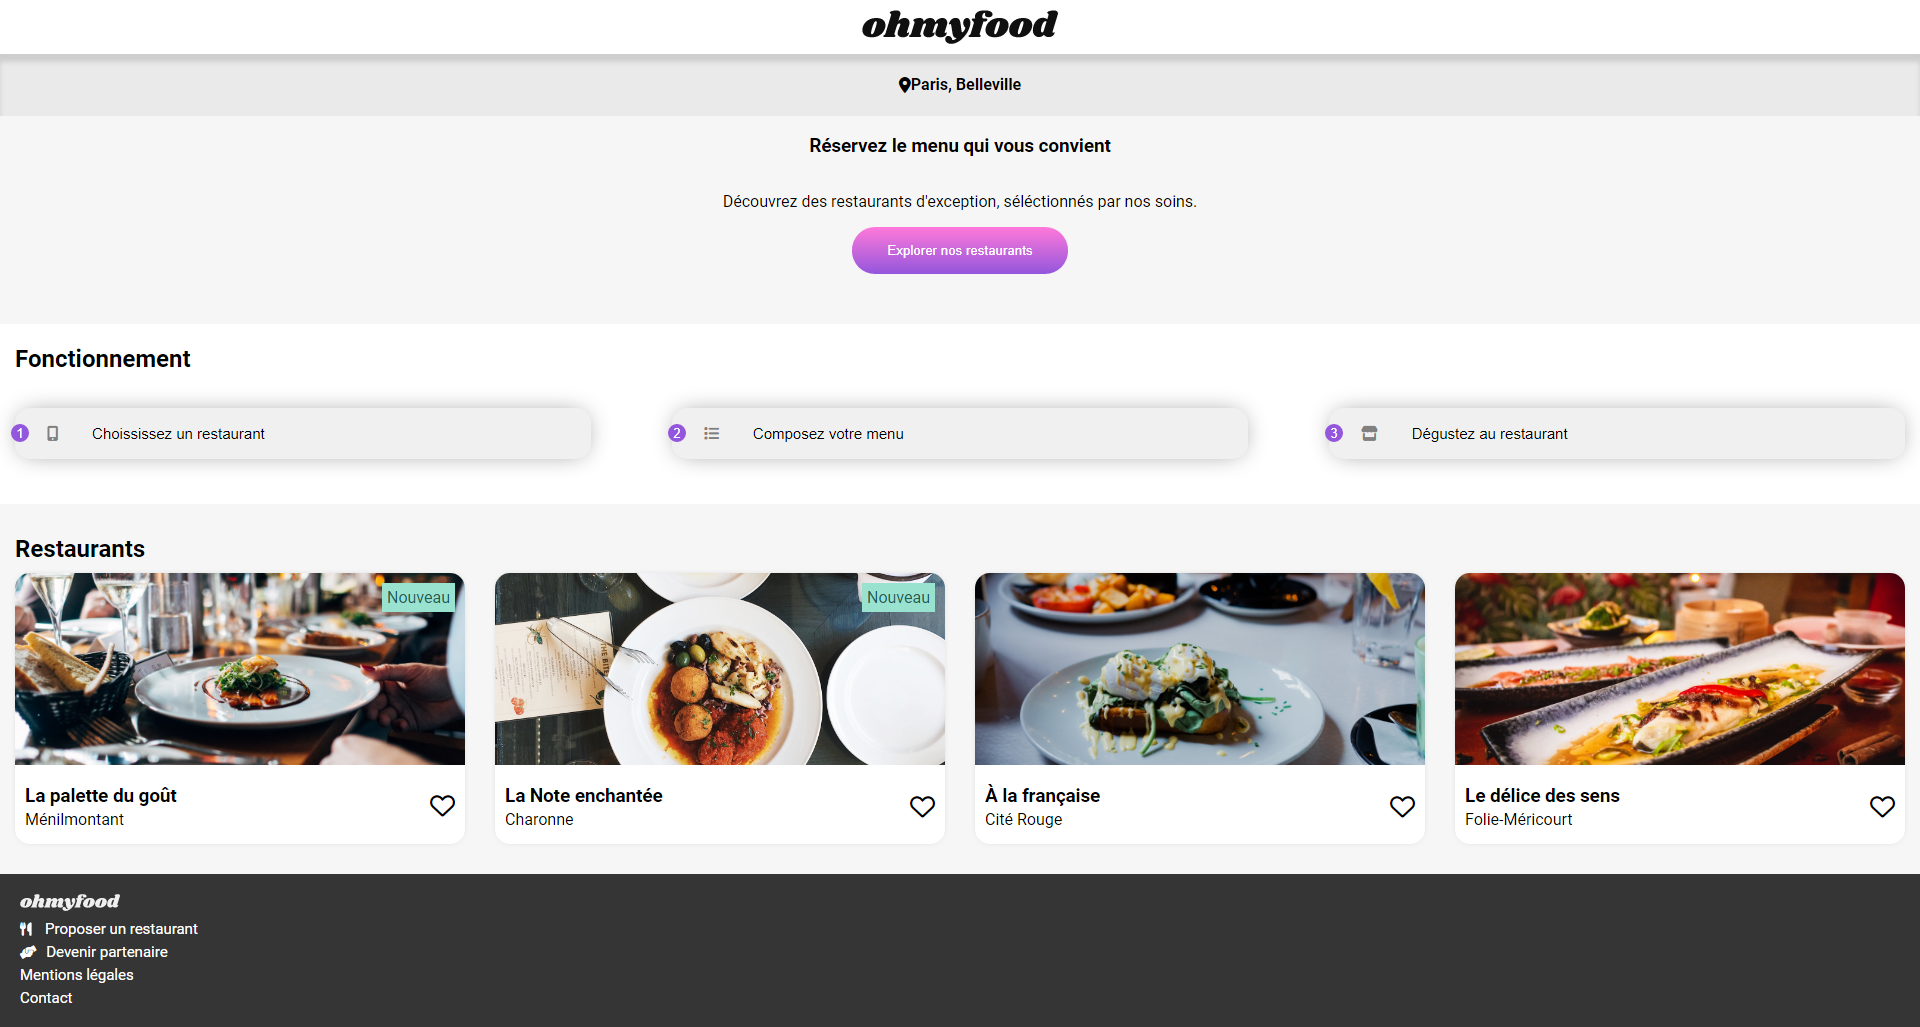 ohmyfood
Paris, Belleville
Réservez le menu qui vous convient
Découvrez des restaurants d'exception, séléctionnés par nos soins.
Explorer nos restaurants
Fonctionnement
1 Choississez un restaurant
2 Composez votre menu
3 Dégustez au restaurant
Restaurants
Nouveau
Nouveau
La palette du goût
Ménilmontant
La Note enchantée
Charonne
À la française
Cité Rouge
Le délice des sens
Folie-Méricourt
ohmyfood
Proposer un restaurant
Devenir partenaire
Mentions légales
Contact